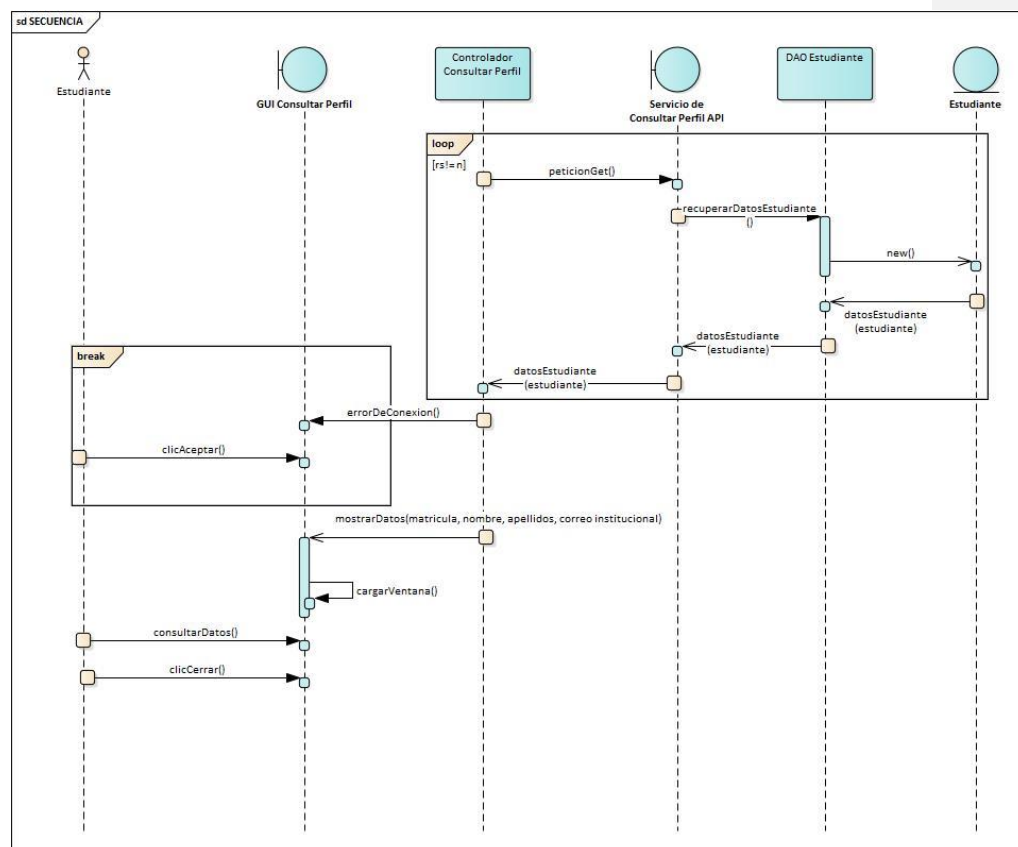 sd SECUENCIA
Estudiante
GUI Consultar Perfil
Controlador
Consultar Perfil
Servicio de
Consultar Perfil API
DAO Estudiante
Estudiante
loop
[rs!=n]
peticionGet()
recuperarDatosEstudiante
()
new()
datosEstudiante
(estudiante)
datosEstudiante
(estudiante)
datosEstudiante
(estudiante)
break
errorDeConexion()
clicAceptar()
mostrarDatos(matricula, nombre, apellidos, correo institucional)
cargarVentana()
consultarDatos()
clicCerrar()